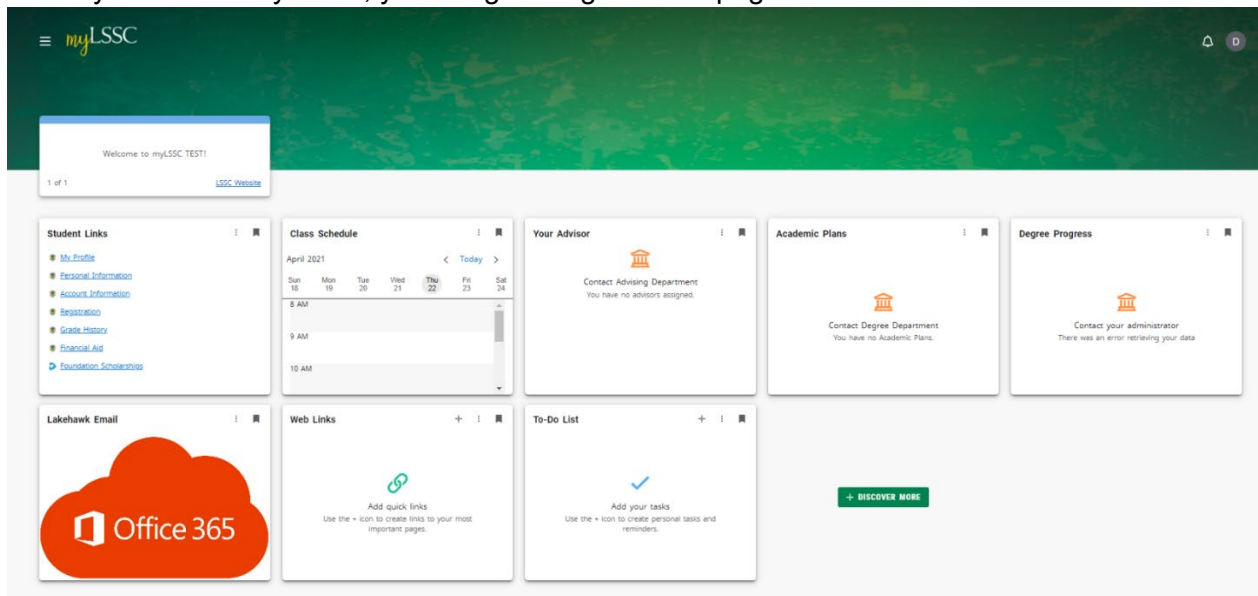 myLSSC
D
Welcome to myLSSC TEST!
1 of 1
LSSC Website
Student Links
My Profile
Personal Information
Account Information
Registration
Grade History
Financial Aid
Foundation Scholarships
Class Schedule
April 2021
< Today >
Sun Mon Tue Wed Thu Fri Sat
18 19 20 21 22 23 24
8 AM
9 AM
10 AM
Your Advisor
Contact Advising Department
You have no advisors assigned.
Academic Plans
Contact Degree Department
You have no Academic Plans.
Degree Progress
Contact your administrator
There was an error retrieving your data
Lakehawk Email
Office 365
Web Links
Add quick links
Use the + icon to create links to your most
important pages.
To-Do List
Add your tasks
Use the + icon to create personal tasks and
reminders.
+ DISCOVER MORE